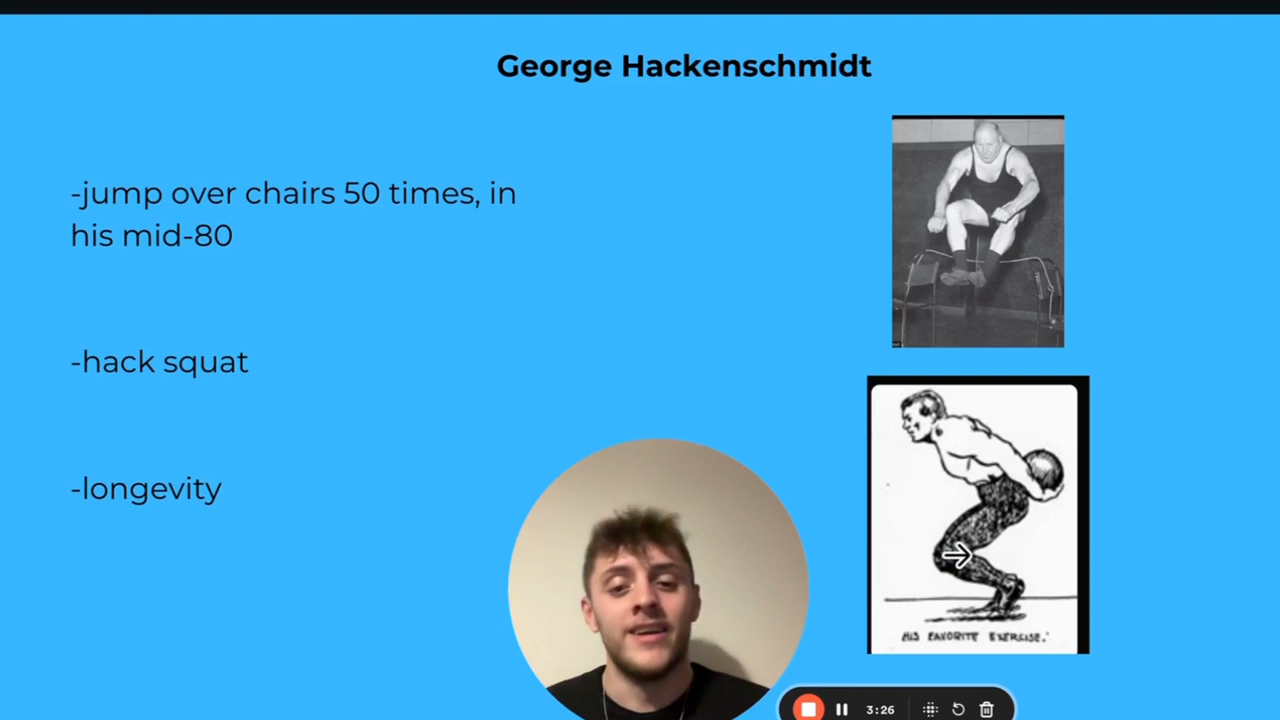 George Hackenschmidt
-jump over chairs 50 times, in
his mid-80
-hack squat
-longevity
HIS FAVORITE EXERCISE.'
3:26